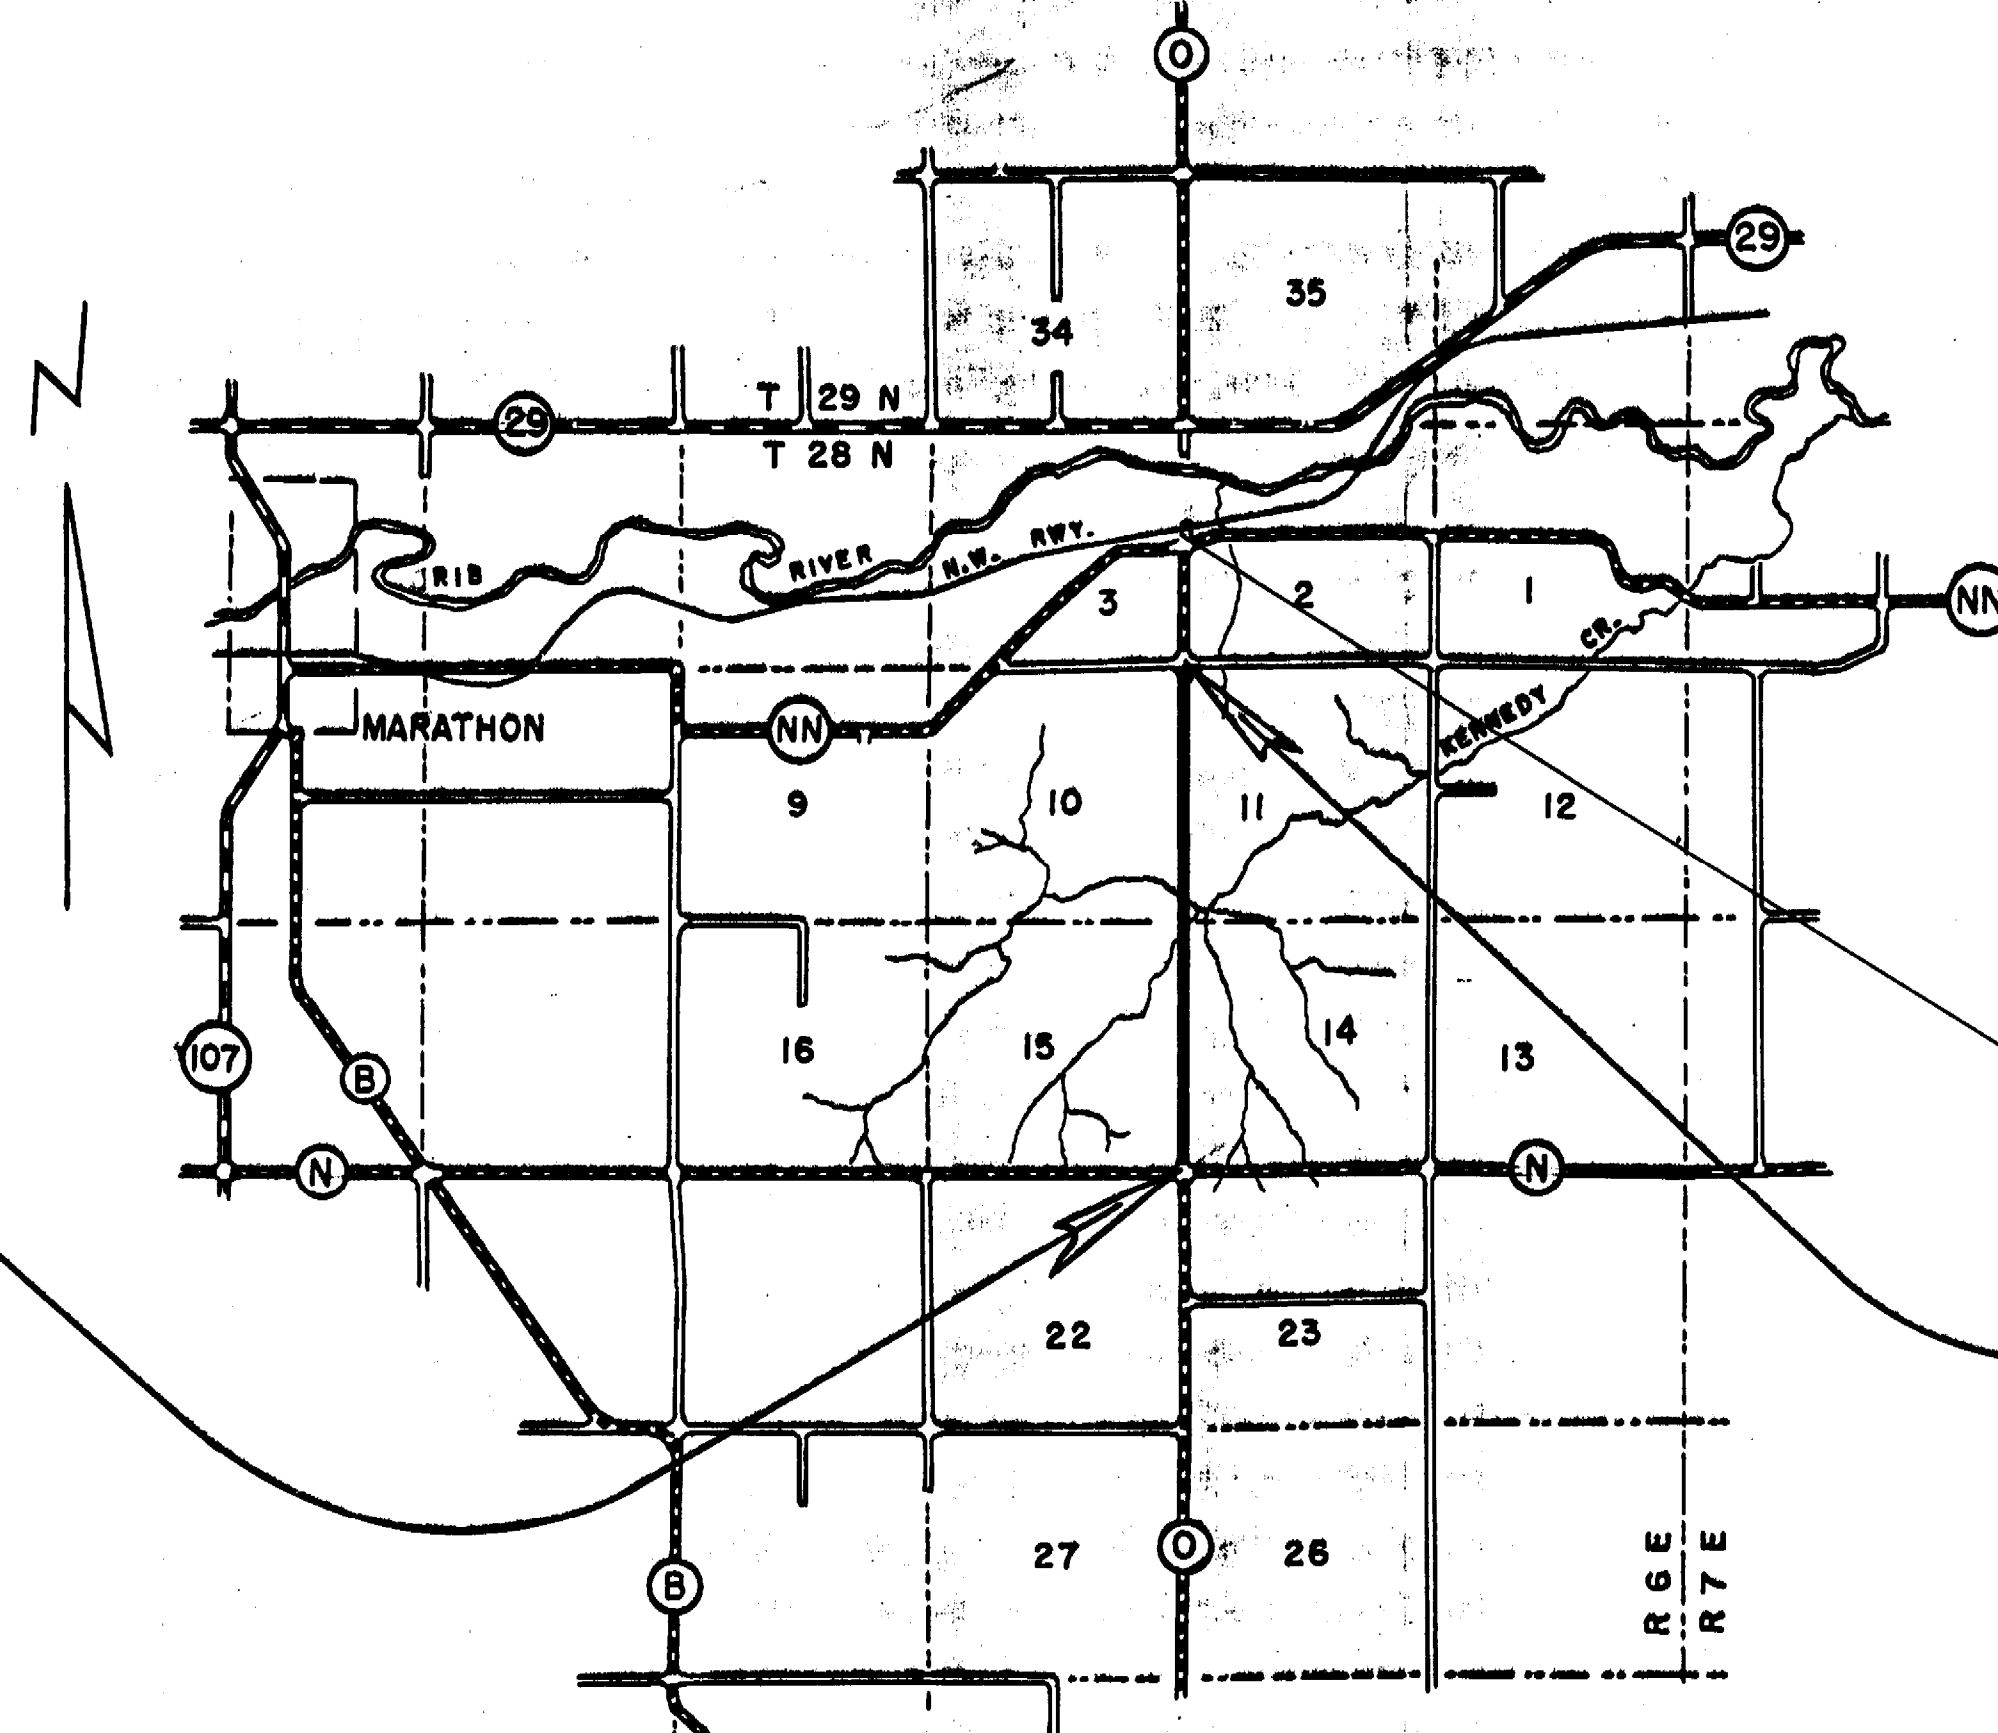 O
29
35
34
N
29
T 29 N
T 28 N
RIB RIVER
N.W. RWY.
3
2
1
CR.
NN
MARATHON
NN
KENNEDY
9
10
11
12
16
15
14
13
107
B
N
N
22
23
27
O
26
B
R 6 E
R 7 E